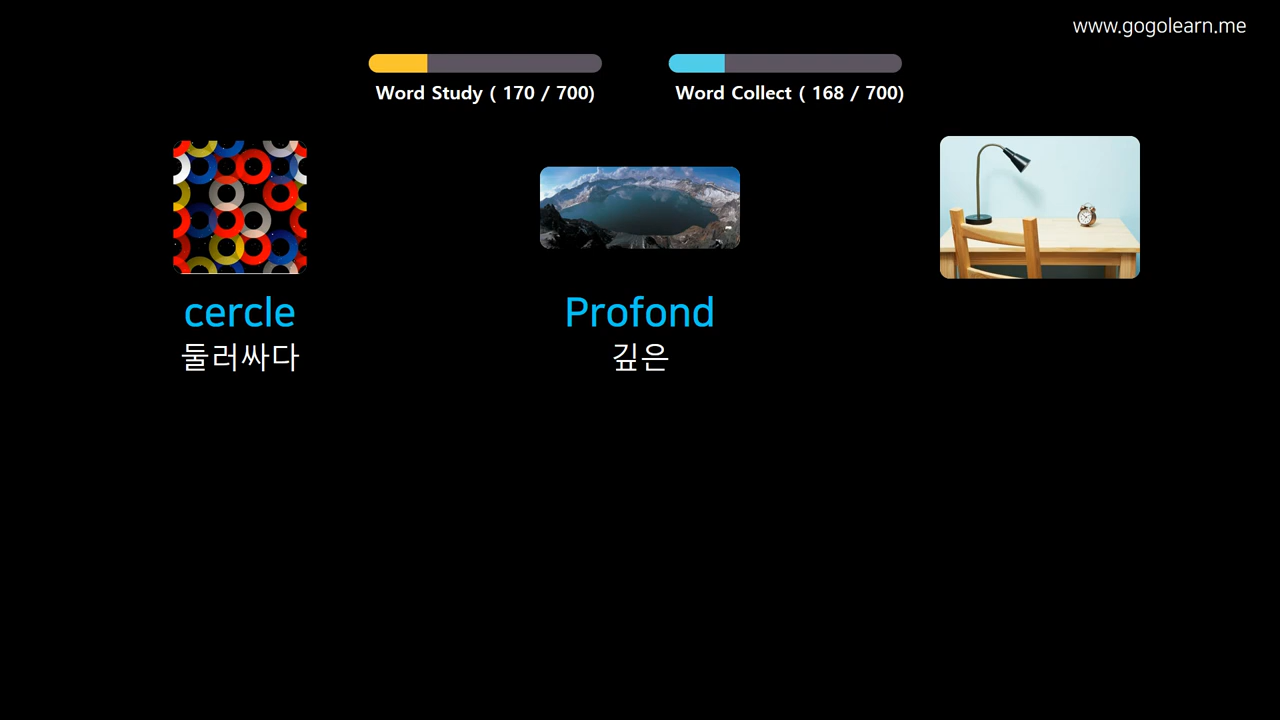 www.gogolearn.me
Word Study ( 170 / 700)
Word Collect ( 168 / 700)
cercle
둘러싸다
Profond
깊은